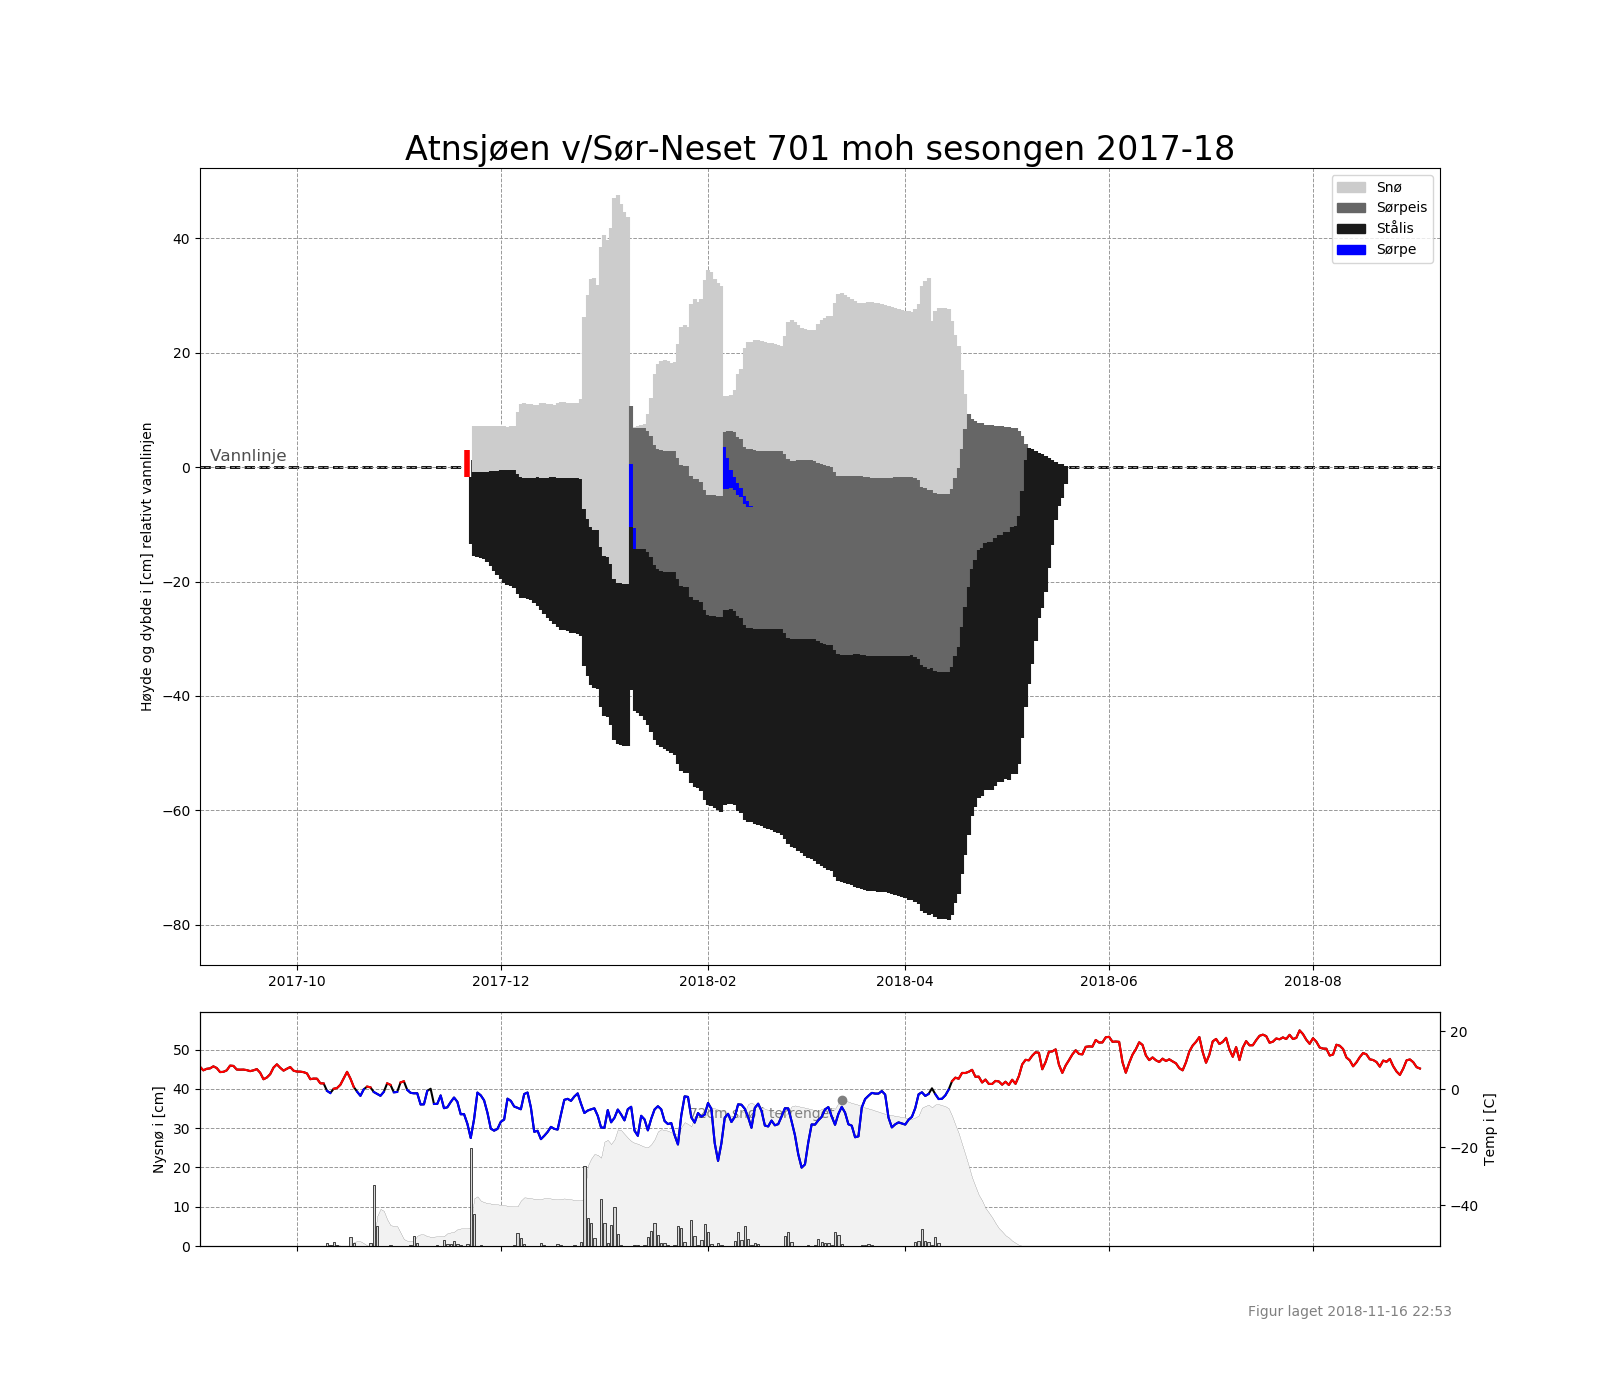 Atnsjøen v/Sør-Neset 701 moh sesongen 2017-18
Snø
Sørpeis
Stålis
Sørpe
Høyde og dybde i [cm] relativt vannlinjen
40
20
0
−20
−40
−60
−80
Vannlinje
2017-10
2017-12
2018-02
2018-04
2018-06
2018-08
Nysnø i [cm]
50
40
30
20
10
0
snø i terrenget
20
0
−20
−40
Temp i [C]
Figur laget 2018-11-16 22:53